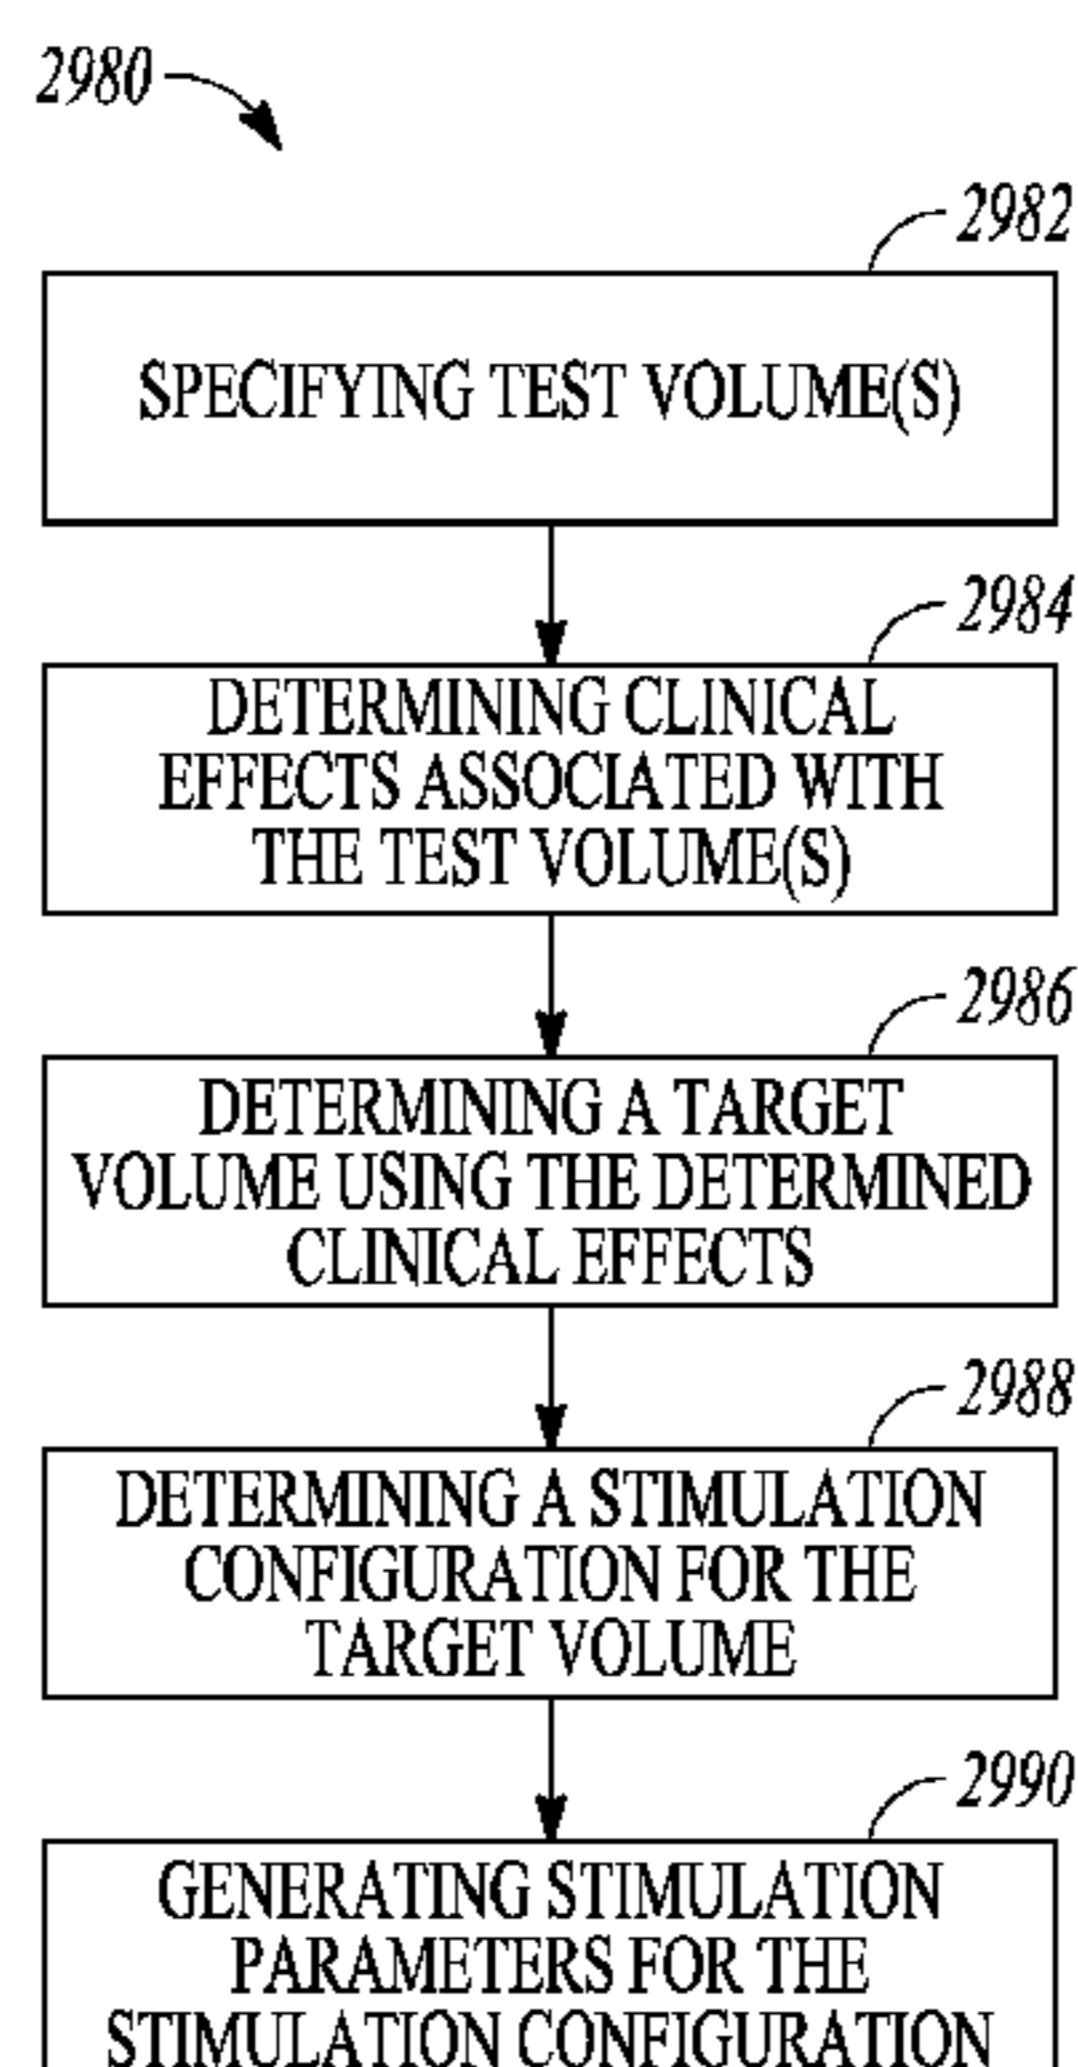 2980
2982
SPECIFYING TEST VOLUME(S)
2984
DETERMINING CLINICAL
EFFECTS ASSOCIATED WITH
THE TEST VOLUME(S)
2986
DETERMINING A TARGET
VOLUME USING THE DETERMINED
CLINICAL EFFECTS
2988
DETERMINING A STIMULATION
CONFIGURATION FOR THE
TARGET VOLUME
2990
GENERATING STIMULATION
PARAMETERS FOR THE
STIMULATION CONFIGURATION